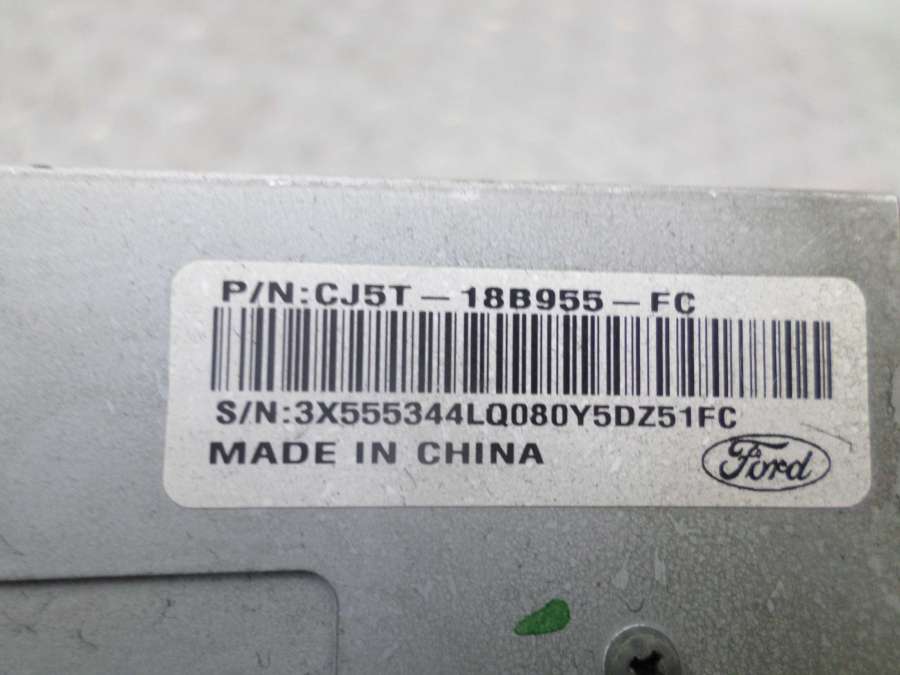 P/N:CJ5T-18B955-FC
S/N:3X555344LQ080Y5DZ51FC
MADE IN CHINA
Ford